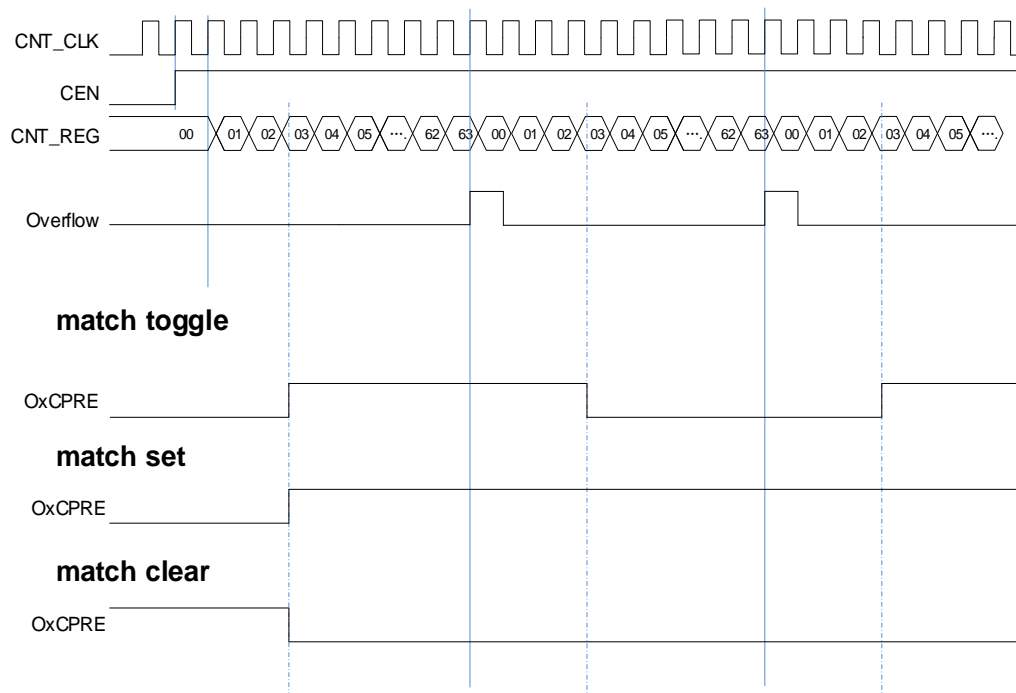 CNT_CLK
CEN
CNT_REG 00 01 02 03 04 05 …. 62 63 00 01 02 03 04 05 …. 62 63 00 01 02 03 04 05 ….
Overflow
match toggle
OxCPRE
match set
OxCPRE
match clear
OxCPRE